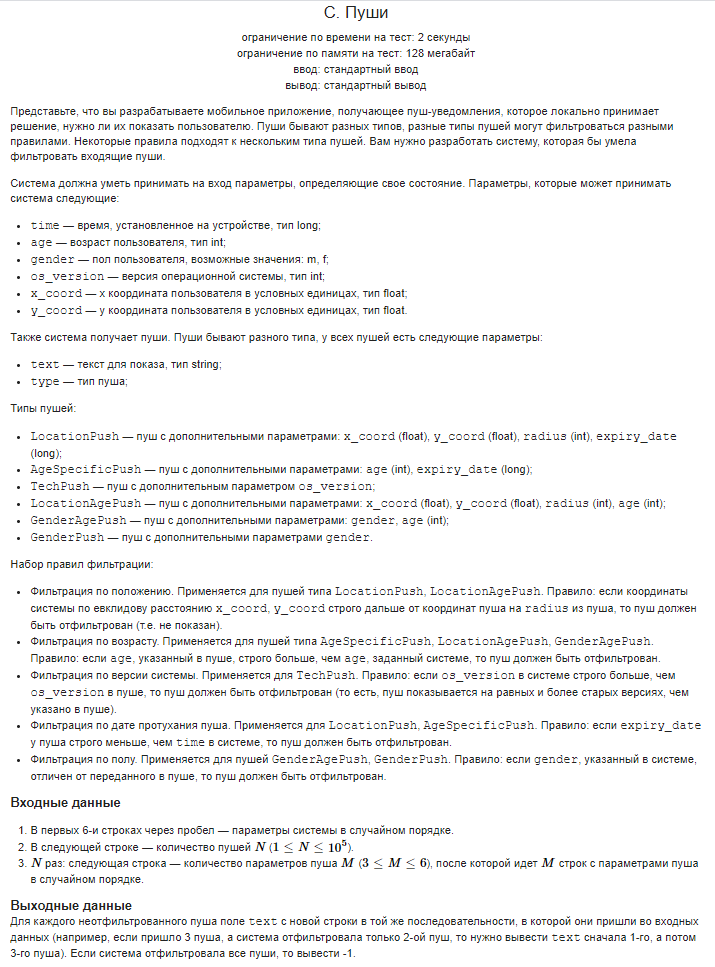 C. Пуши
ограничение по времени на тест: 2 секунды
ограничение по памяти на тест: 128 мегабайт
ввод: стандартный ввод
вывод: стандартный вывод
Представьте, что вы разрабатываете мобильное приложение, получающее пуш-уведомления, которое локально принимает
решение, нужно ли их показать пользователю. Пуши бывают разных типов, разные типы пушей могут фильтроваться разными
правилами. Некоторые правила подходят к нескольким типа пушей. Вам нужно разработать систему, которая бы умела
фильтровать входящие пуши.
Система должна уметь принимать на вход параметры, определяющие свое состояние. Параметры, которые может принимать
система следующие:
• time — время, установленное на устройстве, тип long;
• age — возраст пользователя, тип int;
• gender — пол пользователя, возможные значения: m, f;
• os_version — версия операционной системы, тип int;
• x_coord — x координата пользователя в условных единицах, тип float;
• y_coord — y координата пользователя в условных единицах, тип float.
Также система получает пуши. Пуши бывают разного типа, у всех пушей есть следующие параметры:
• text — текст для показа, тип string;
• type — тип пуша;
Типы пушей:
• LocationPush — пуш с дополнительными параметрами: x_coord (float), y_coord (float), radius (int), expiry_date
(long);
• AgeSpecificPush — пуш с дополнительными параметрами: age (int), expiry_date (long);
• TechPush — пуш с дополнительным параметром os_version;
• LocationAgePush — пуш с дополнительными параметрами: x_coord (float), y_coord (float), radius (int), age (int);
• GenderAgePush — пуш с дополнительными параметрами: gender, age (int);
• GenderPush — пуш с дополнительными параметрами gender.
Набор правил фильтрации:
• Фильтрация по положению. Применяется для пушей типа LocationPush, LocationAgePush. Правило: если координаты
системы по евклидову расстоянию x_coord, y_coord строго дальше от координат пуша на radius из пуша, то пуш должен
быть отфильтрован (т.е. не показан).
• Фильтрация по возрасту. Применяется для пушей типа AgeSpecificPush, LocationAgePush, GenderAgePush.
Правило: если age, указанный в пуше, строго больше, чем age, заданный системе, то пуш должен быть отфильтрован.
• Фильтрация по версии системы. Применяется для TechPush. Правило: если os_version в системе строго больше, чем
os_version в пуше, то пуш должен быть отфильтрован (то есть, пуш показывается на равных и более старых версиях, чем
указано в пуше).
• Фильтрация по дате протухания пуша. Применяется для LocationPush, AgeSpecificPush. Правило: если expiry_date
у пуша строго меньше, чем time в системе, то пуш должен быть отфильтрован.
• Фильтрация по полу. Применяется для пушей GenderAgePush, GenderPush. Правило: если gender, указанный в системе,
отличен от переданного в пуше, то пуш должен быть отфильтрован.
Входные данные
1. В первых 6-и строках через пробел — параметры системы в случайном порядке.
2. В следующей строке — количество пушей N (1 ≤ N ≤ 10⁵).
3. N раз: следующая строка — количество параметров пуша M (3 ≤ M ≤ 6), после которой идет M строк с параметрами пуша
в случайном порядке.
Выходные данные
Для каждого неотфильтрованного пуша поле text с новой строки в той же последовательности, в которой они пришли во входных
данных (например, если пришло 3 пуша, а система отфильтровала только 2-ой пуш, то нужно вывести text сначала 1-го, а потом
3-го пуша). Если система отфильтровала все пуши, то вывести -1.